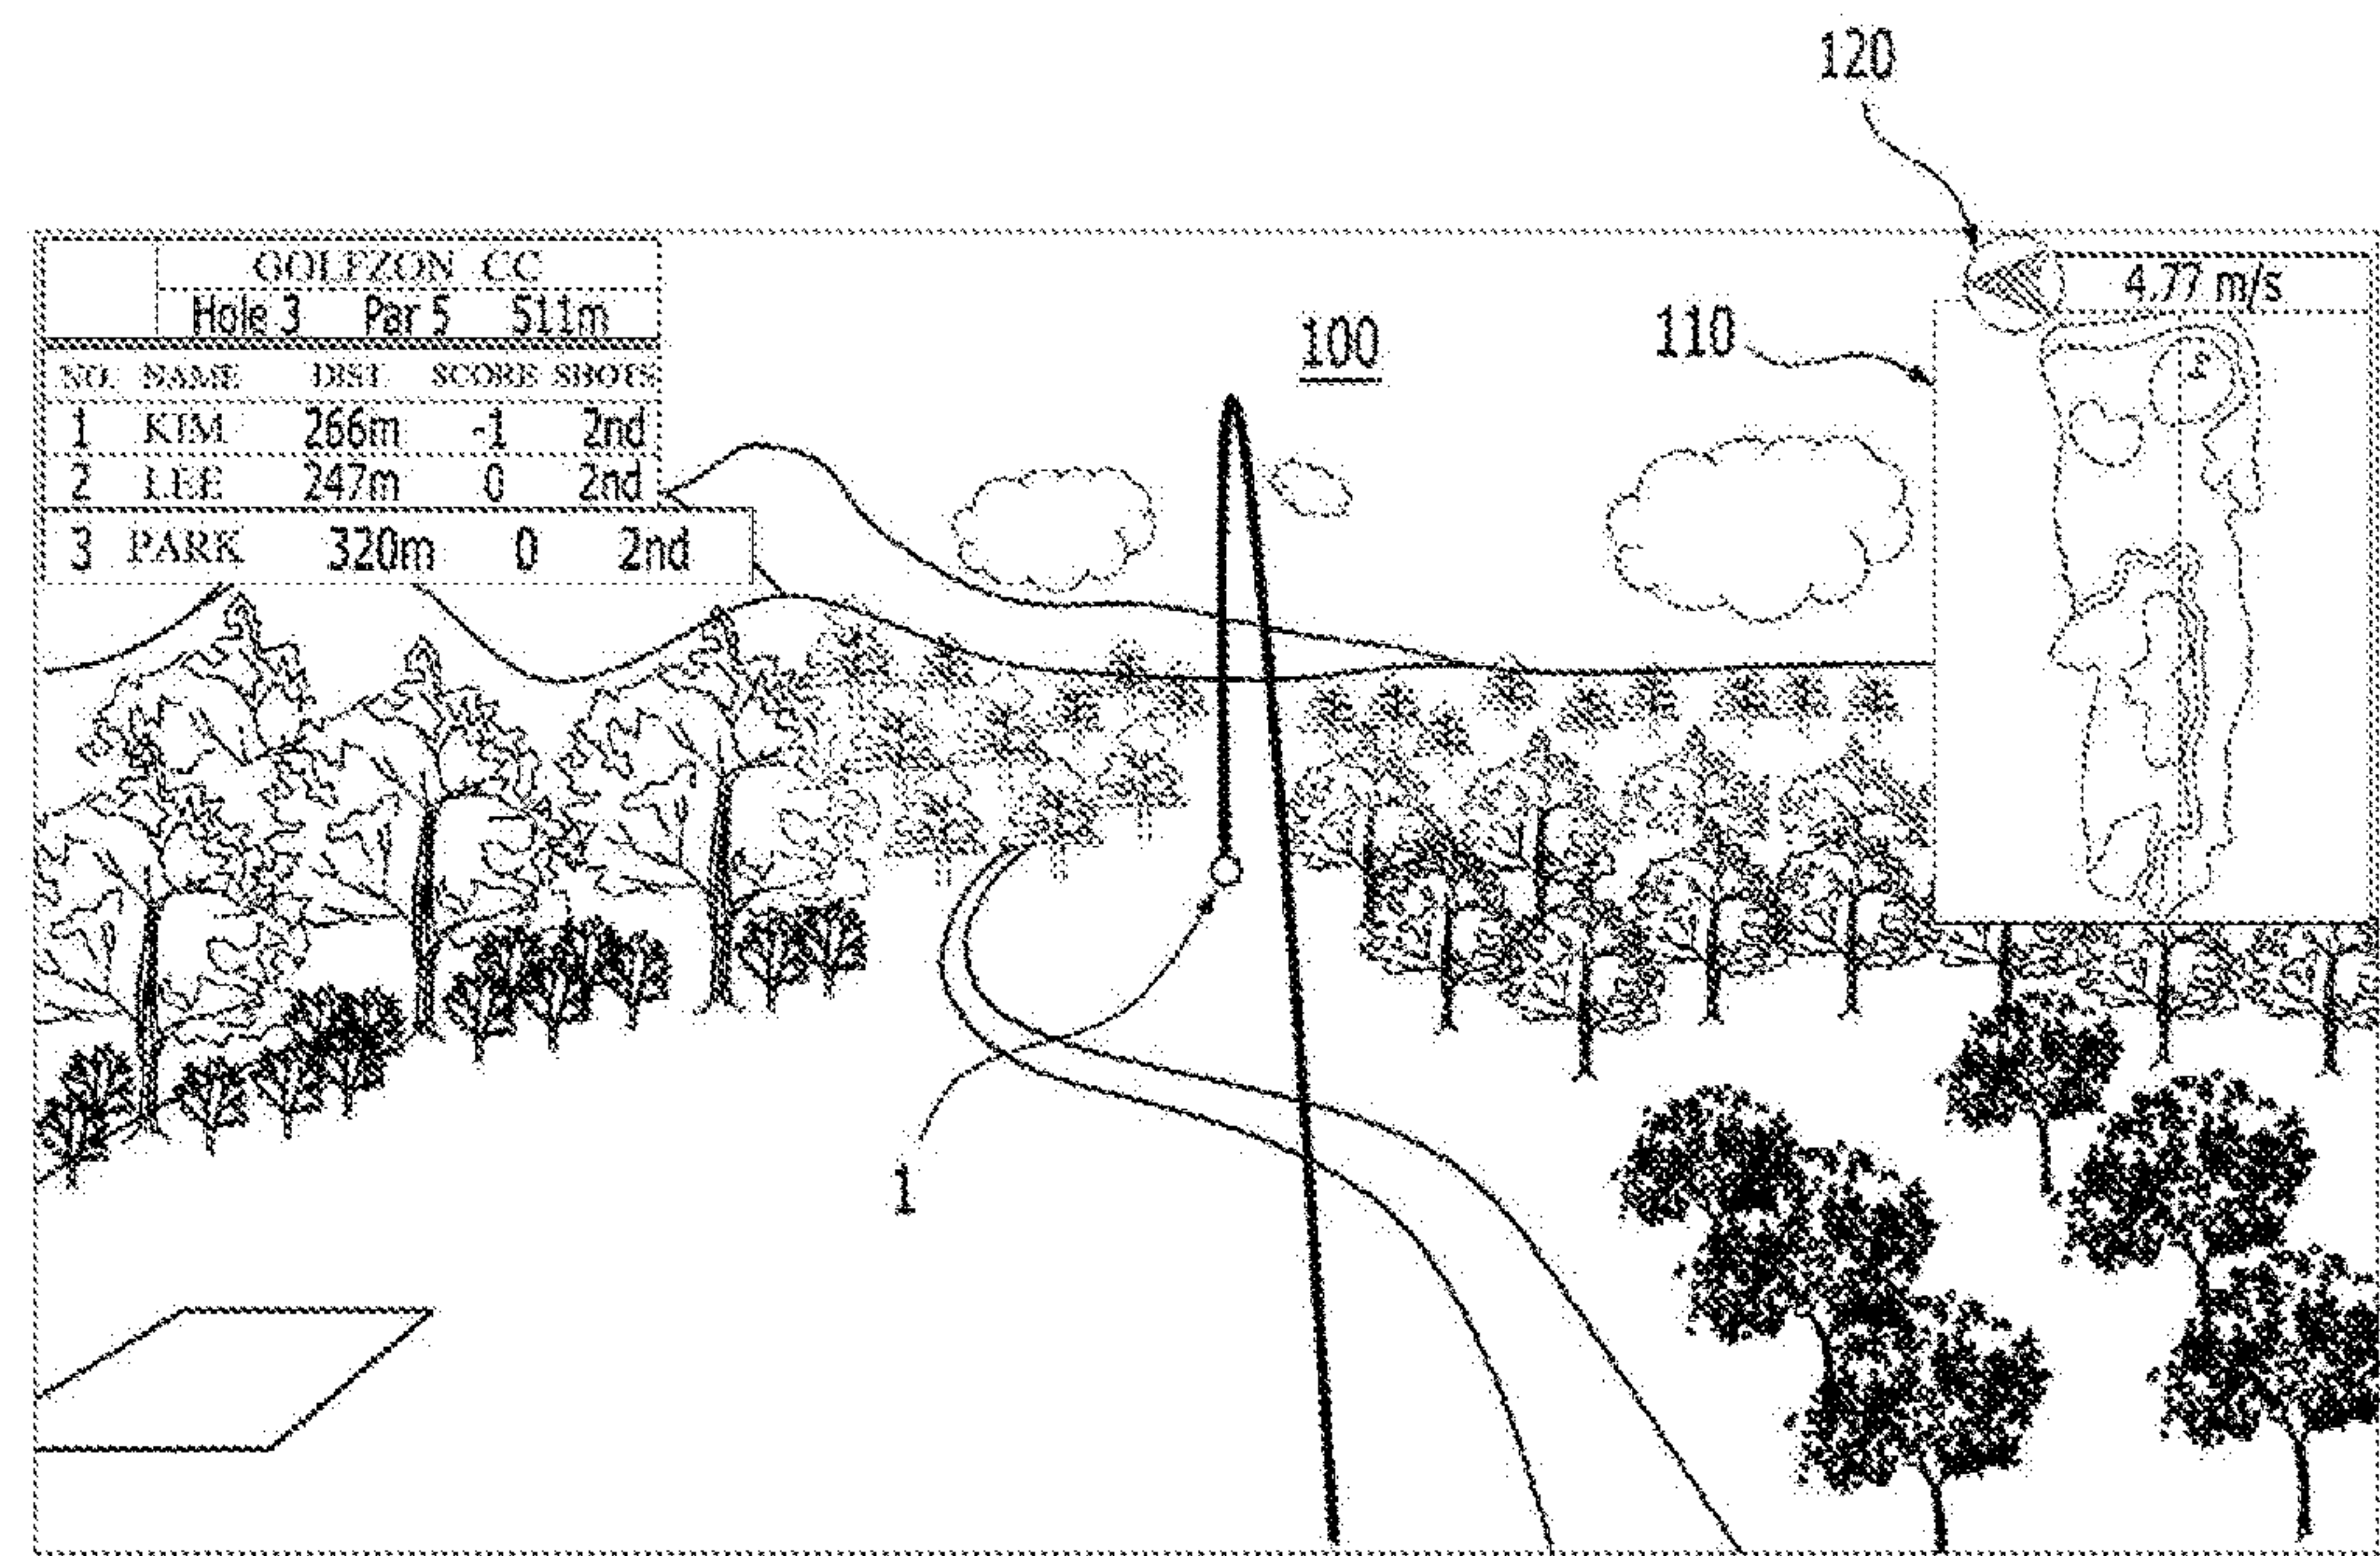 120
GOLFZON CC
4.77 m/s
Hole 3 Par 5 511m
100
110
NO. NAME DIST. SCORE SHOTS
1 KIM 266m -1 2nd
2 LEE 247m 0 2nd
3 PARK 320m 0 2nd
1